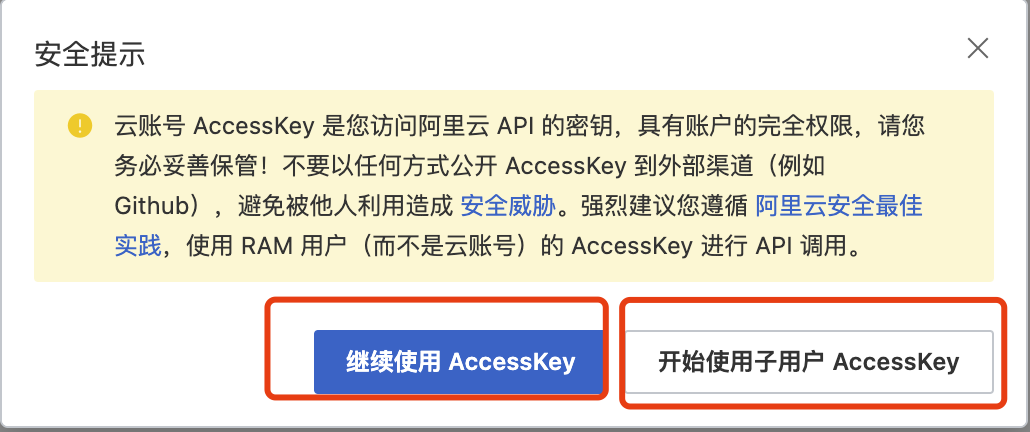 安全提示
云账号 AccessKey 是您访问阿里云 API 的密钥，具有账户的完全权限，请您
务必妥善保管！不要以任何方式公开 AccessKey 到外部渠道（例如
Github），避免被他人利用造成 安全威胁。强烈建议您遵循 阿里云安全最佳
实践，使用 RAM 用户（而不是云账号）的 AccessKey 进行 API 调用。
继续使用 AccessKey
开始使用子用户 AccessKey